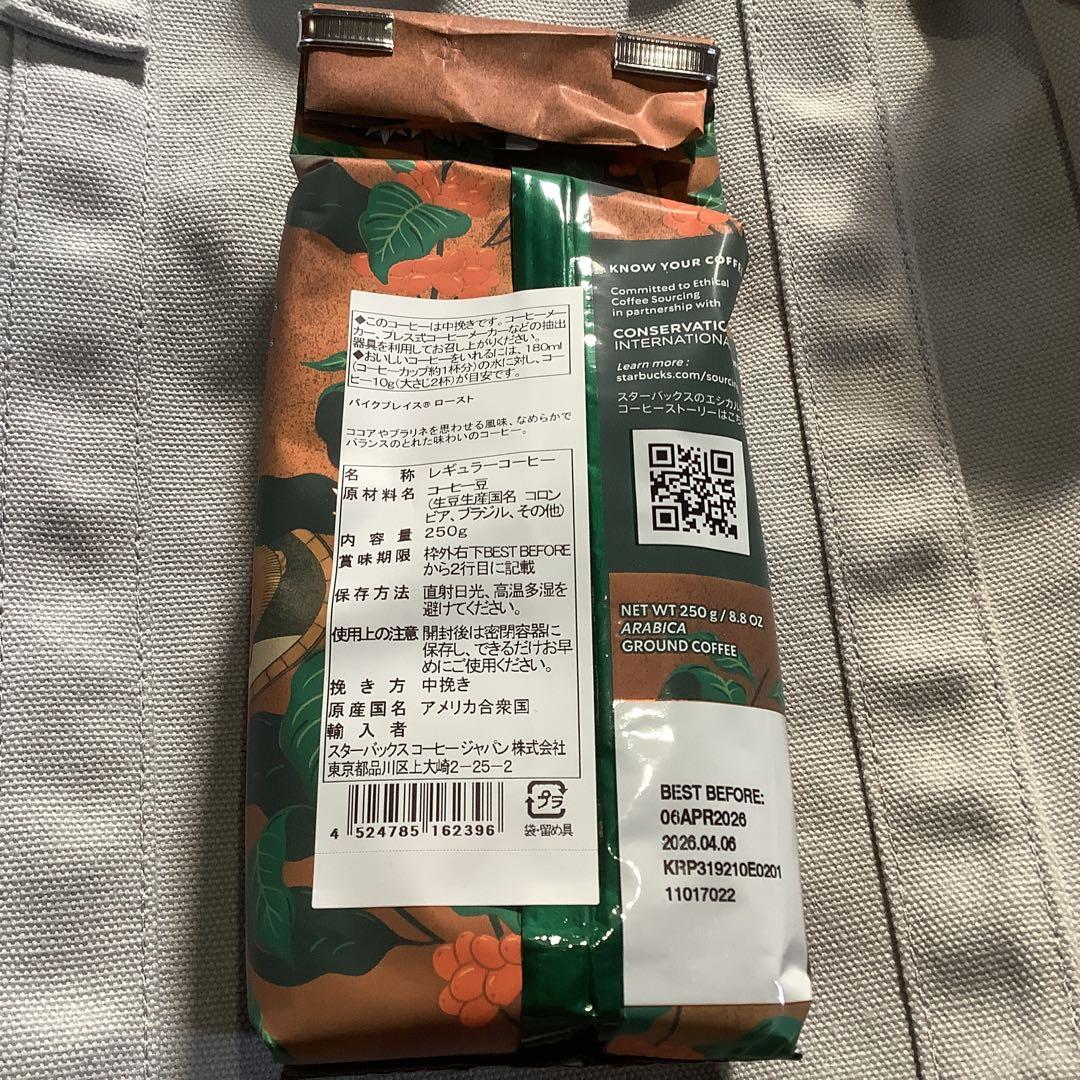 ◆このコーヒーは中挽きです。コーヒーメー
カー、プレス式コーヒーメーカーなどの抽出
器具を利用してお召し上がりください。
◆おいしいコーヒーをいれるには、180ml
(コーヒーカップ約1杯分)の水に対し、コー
ヒー10g(大さじ2杯)が目安です。
パイクプレイス® ロースト
ココアやプラリネを思わせる風味、なめらかで
バランスのとれた味わいのコーヒー。
名称 レギュラーコーヒー
原材料名 コーヒー豆
(生豆生産国名 コロン
ビア、ブラジル、その他)
内容量 250g
賞味期限 枠外右下BEST BEFORE
から2行目に記載
保存方法 直射日光、高温多湿を
避けてください。
使用上の注意 開封後は密閉容器に
保存し、できるだけお早
めにご使用ください。
挽き方 中挽き
原産国名 アメリカ合衆国
輸入者
スターバックス コーヒー ジャパン 株式会社
東京都品川区上大崎2-25-2
4 524785 162396
プラ
袋・留め具
KNOW YOUR COFFE
Committed to Ethical
Coffee Sourcing
in partnership with
CONSERVATIO
INTERNATIONA
Learn more :
starbucks.com/sourcing
スターバックスのエシカル
コーヒーストーリーはこち
NET WT 250 g / 8.8 OZ
ARABICA
GROUND COFFEE
BEST BEFORE:
06APR2026
2026.04.06
KRP319210E0201
11017022